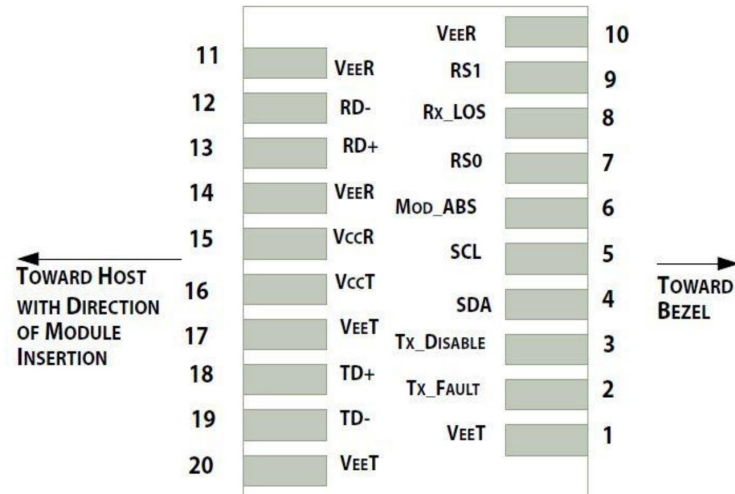 VEER 10
11 VEER
RS1 9
12 RD-
RX_LOS 8
13 RD+
RS0 7
14 VEER
MOD_ABS 6
15 VCCR
SCL 5
16 VCCT
SDA 4
17 VEET
TX_DISABLE 3
18 TD+
TX_FAULT 2
19 TD-
VEET 1
20 VEET
TOWARD HOST
WITH DIRECTION
OF MODULE
INSERTION
TOWARD
BEZEL